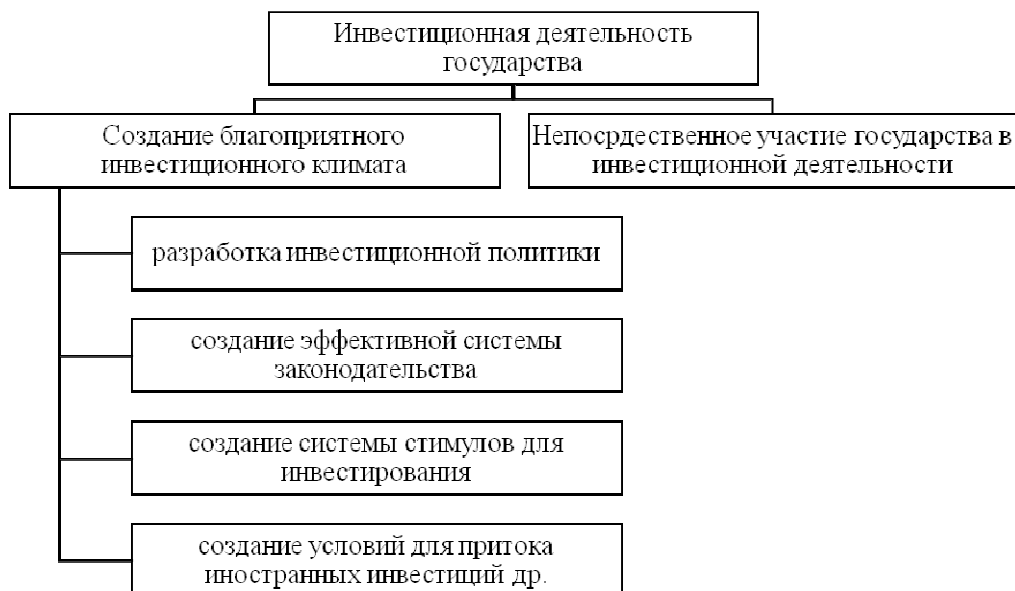 Инвестиционная деятельность
государства
Создание благоприятного
инвестиционного климата
Непосрдественное участие государства в
инвестиционной деятельности
разработка инвестиционной политики
создание эффективной системы
законодательства
создание системы стимулов для
инвестирования
создание условий для притока
иностранных инвестиций др.